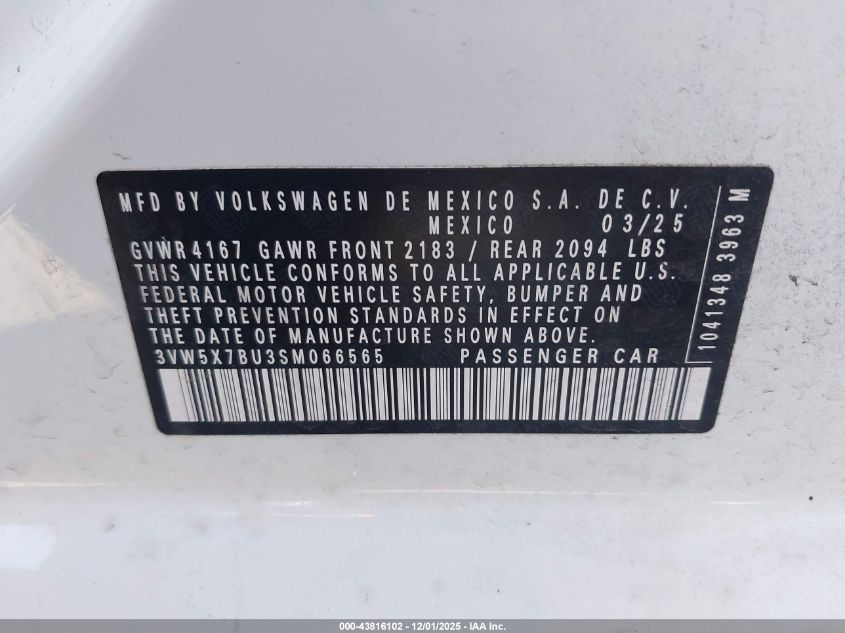 MFD BY VOLKSWAGEN DE MEXICO S.A. DE C.V.
MEXICO 03/25
GVWR4167 GAWR FRONT 2183 / REAR 2094 LBS
THIS VEHICLE CONFORMS TO ALL APPLICABLE U.S.
FEDERAL MOTOR VEHICLE SAFETY, BUMPER AND
THEFT PREVENTION STANDARDS IN EFFECT ON
THE DATE OF MANUFACTURE SHOWN ABOVE.
3VW5X7BU3SM066565 PASSENGER CAR
1041348 3963 M
000-43816102 - 12/01/2025 - IAA Inc.